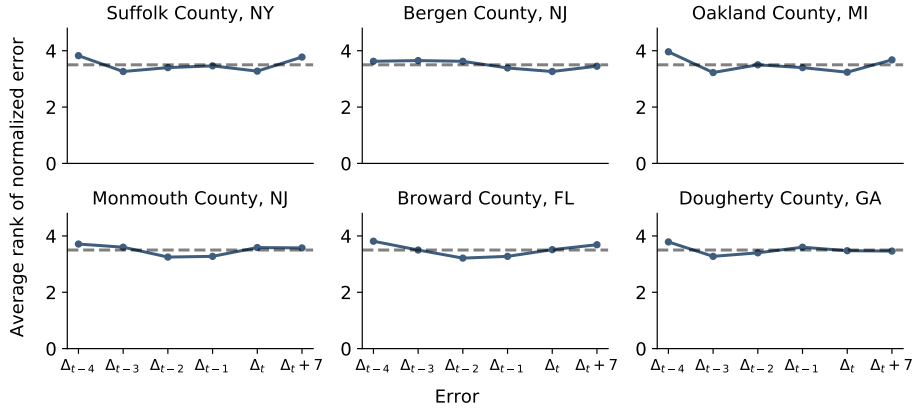 Suffolk County, NY
Bergen County, NJ
Oakland County, MI
Average rank of normalized error
4
2
0
4
2
0
4
2
0
Monmouth County, NJ
Broward County, FL
Dougherty County, GA
4
2
0
4
2
0
4
2
0
Δt−4 Δt−3 Δt−2 Δt−1 Δt Δt + 7
Δt−4 Δt−3 Δt−2 Δt−1 Δt Δt + 7
Δt−4 Δt−3 Δt−2 Δt−1 Δt Δt + 7
Error